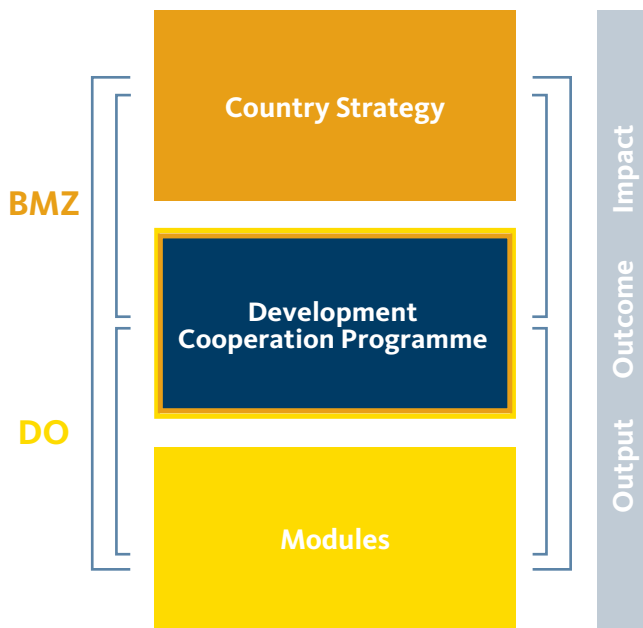 Country Strategy
BMZ
Development
Cooperation Programme
DO
Modules
Impact
Outcome
Output